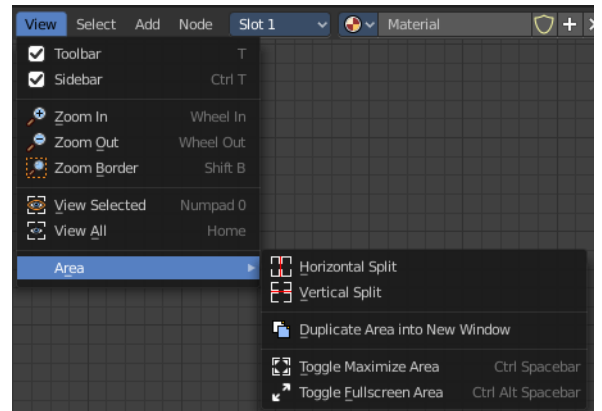 View Select Add Node Slot 1 Material
Toolbar T
Sidebar Ctrl T
Zoom In Wheel In
Zoom Out Wheel Out
Zoom Border Shift B
View Selected Numpad 0
View All Home
Area
Horizontal Split
Vertical Split
Duplicate Area into New Window
Toggle Maximize Area Ctrl Spacebar
Toggle Fullscreen Area Ctrl Alt Spacebar